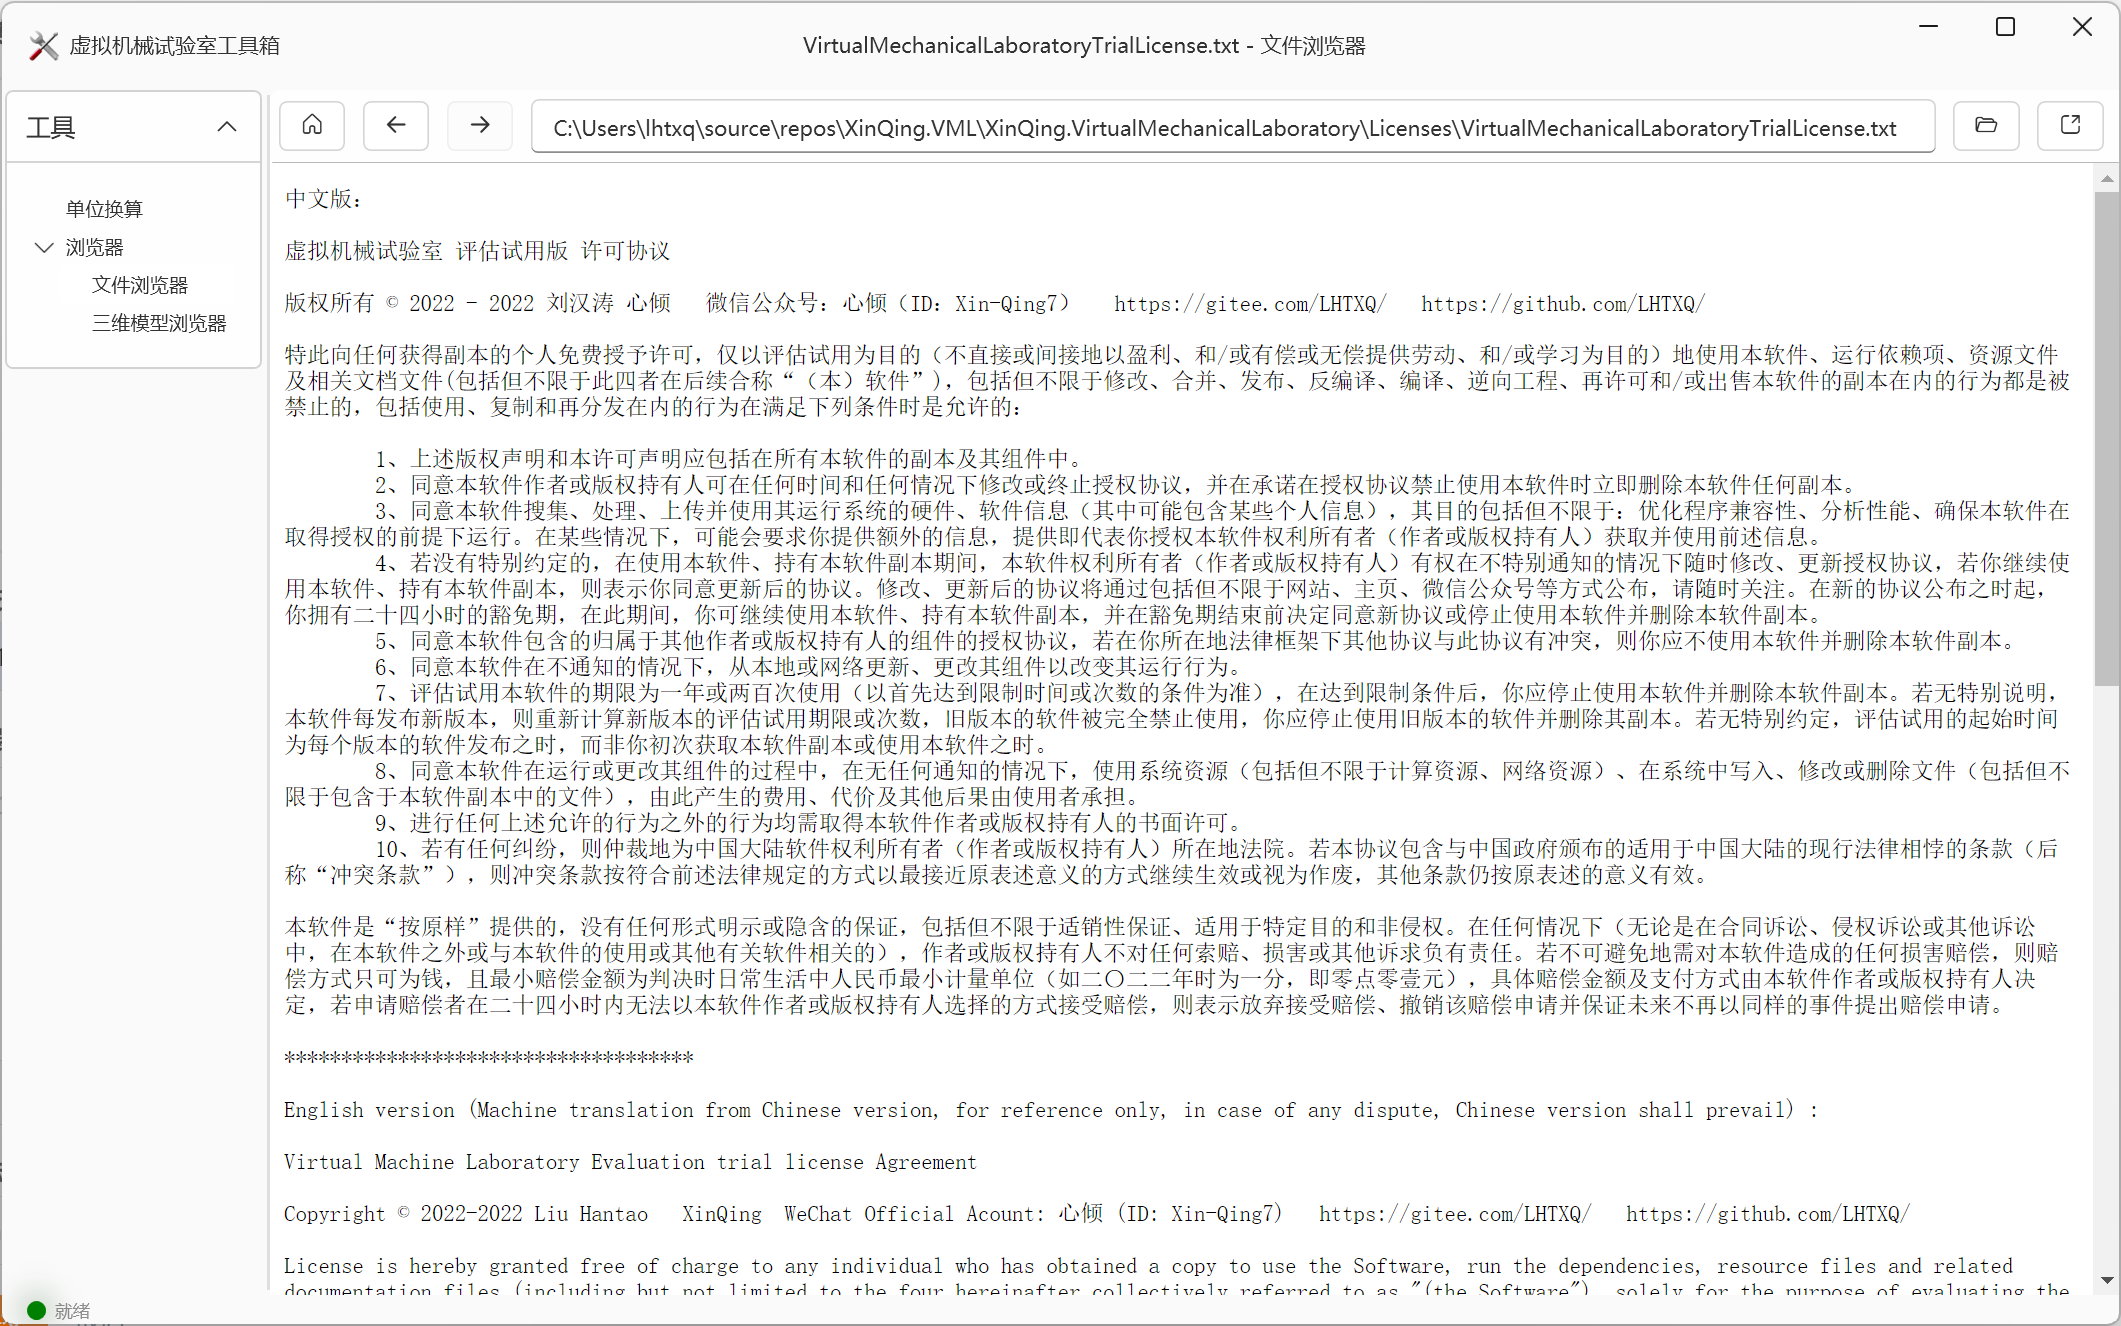 虚拟机械试验室工具箱
VirtualMechanicalLaboratoryTrialLicense.txt - 文件浏览器
工具
单位换算
浏览器
文件浏览器
三维模型浏览器
C:\Users\lhtxq\source\repos\XinQing.VML\XinQing.VirtualMechanicalLaboratory\Licenses\VirtualMechanicalLaboratoryTrialLicense.txt
中文版：
虚拟机械试验室 评估试用版 许可协议
版权所有 © 2022 - 2022 刘汉涛 心倾 微信公众号：心倾（ID：Xin-Qing7） https://gitee.com/LHTXQ/ https://github.com/LHTXQ/
特此向任何获得副本的个人免费授予许可，仅以评估试用为目的（不直接或间接地以盈利、和/或有偿或无偿提供劳动、和/或学习为目的）地使用本软件、运行依赖项、资源文件
及相关文档文件(包括但不限于此四者在后续合称“（本）软件”)，包括但不限于修改、合并、发布、反编译、编译、逆向工程、再许可和/或出售本软件的副本在内的行为都是被
禁止的，包括使用、复制和再分发在内的行为在满足下列条件时是允许的：
1、上述版权声明和本许可声明应包括在所有本软件的副本及其组件中。
2、同意本软件作者或版权持有人可在任何时间和任何情况下修改或终止授权协议，并在承诺在授权协议禁止使用本软件时立即删除本软件任何副本。
3、同意本软件搜集、处理、上传并使用其运行系统的硬件、软件信息（其中可能包含某些个人信息），其目的包括但不限于：优化程序兼容性、分析性能、确保本软件在
取得授权的前提下运行。在某些情况下，可能会要求你提供额外的信息，提供即代表你授权本软件权利所有者（作者或版权持有人）获取并使用前述信息。
4、若没有特别约定的，在使用本软件、持有本软件副本期间，本软件权利所有者（作者或版权持有人）有权在不特别通知的情况下随时修改、更新授权协议，若你继续使
用本软件、持有本软件副本，则表示你同意更新后的协议。修改、更新后的协议将通过包括但不限于网站、主页、微信公众号等方式公布，请随时关注。在新的协议公布之时起，
你拥有二十四小时的豁免期，在此期间，你可继续使用本软件、持有本软件副本，并在豁免期结束前决定同意新协议或停止使用本软件并删除本软件副本。
5、同意本软件包含的归属于其他作者或版权持有人的组件的授权协议，若在你所在地法律框架下其他协议与此协议有冲突，则你应不使用本软件并删除本软件副本。
6、同意本软件在不通知的情况下，从本地或网络更新、更改其组件以改变其运行行为。
7、评估试用本软件的期限为一年或两百次使用（以首先达到限制时间或次数的条件为准），在达到限制条件后，你应停止使用本软件并删除本软件副本。若无特别说明，
本软件每发布新版本，则重新计算新版本的评估试用期限或次数，旧版本的软件被完全禁止使用，你应停止使用旧版本的软件并删除其副本。若无特别约定，评估试用的起始时间
为每个版本的软件发布之时，而非你初次获取本软件副本或使用本软件之时。
8、同意本软件在运行或更改其组件的过程中，在无任何通知的情况下，使用系统资源（包括但不限于计算资源、网络资源）、在系统中写入、修改或删除文件（包括但不
限于包含于本软件副本中的文件），由此产生的费用、代价及其他后果由使用者承担。
9、进行任何上述允许的行为之外的行为均需取得本软件作者或版权持有人的书面许可。
10、若有任何纠纷，则仲裁地为中国大陆软件权利所有者（作者或版权持有人）所在地法院。若本协议包含与中国政府颁布的适用于中国大陆的现行法律相悖的条款（后
称“冲突条款”），则冲突条款按符合前述法律规定的方式以最接近原表述意义的方式继续生效或视为作废，其他条款仍按原表述的意义有效。
本软件是“按原样”提供的，没有任何形式明示或隐含的保证，包括但不限于适销性保证、适用于特定目的和非侵权。在任何情况下（无论是在合同诉讼、侵权诉讼或其他诉讼
中，在本软件之外或与本软件的使用或其他有关软件相关的），作者或版权持有人不对任何索赔、损害或其他诉求负有责任。若不可避免地需对本软件造成的任何损害赔偿，则赔
偿方式只可为钱，且最小赔偿金额为判决时日常生活中人民币最小计量单位（如二〇二二年时为一分，即零点零壹元），具体赔偿金额及支付方式由本软件作者或版权持有人决
定，若申请赔偿者在二十四小时内无法以本软件作者或版权持有人选择的方式接受赔偿，则表示放弃接受赔偿、撤销该赔偿申请并保证未来不再以同样的事件提出赔偿申请。
************************************
English version (Machine translation from Chinese version, for reference only, in case of any dispute, Chinese version shall prevail) :
Virtual Machine Laboratory Evaluation trial license Agreement
Copyright © 2022-2022 Liu Hantao XinQing WeChat Official Acount: 心倾 (ID: Xin-Qing7) https://gitee.com/LHTXQ/ https://github.com/LHTXQ/
License is hereby granted free of charge to any individual who has obtained a copy to use the Software, run the dependencies, resource files and related
documentation files (including but not limited to the four hereinafter collectively referred to as "(the Software"), solely for the purpose of evaluating the
就绪